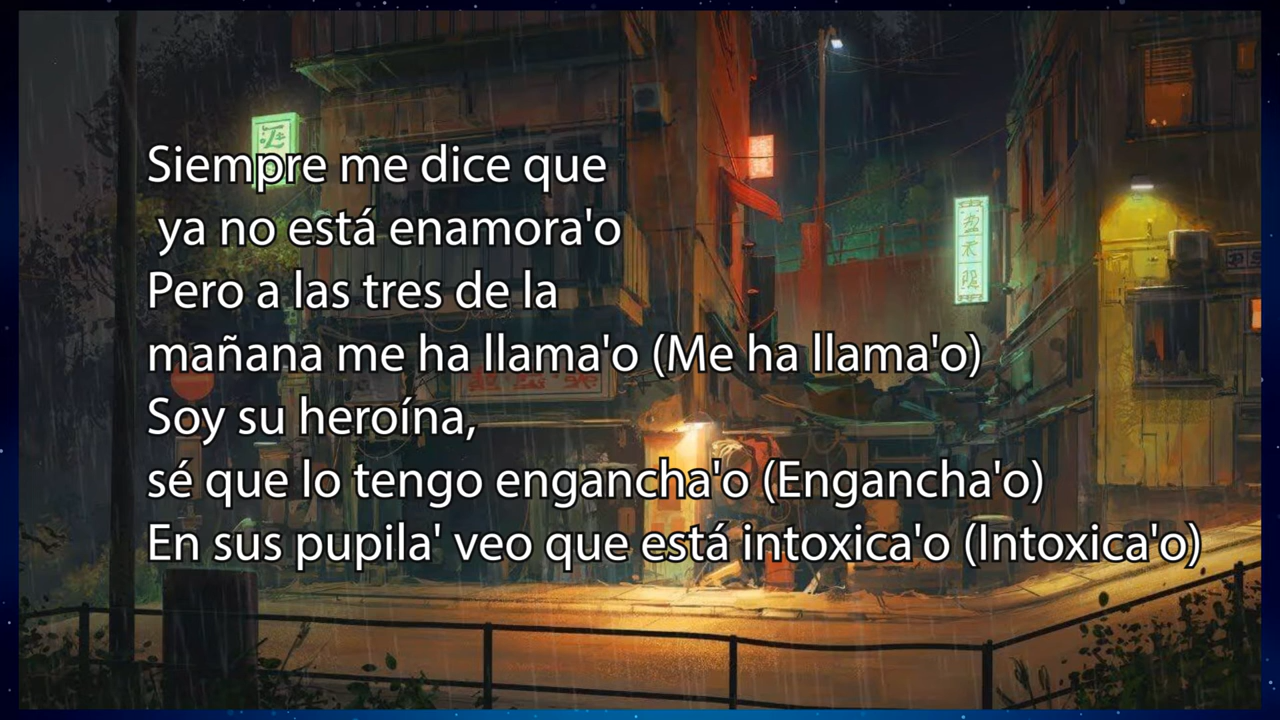 Siempre me dice que
ya no está enamora'o
Pero a las tres de la
mañana me ha llama'o (Me ha llama'o)
Soy su heroína,
sé que lo tengo engancha'o (Engancha'o)
En sus pupila' veo que está intoxica'o (Intoxica'o)